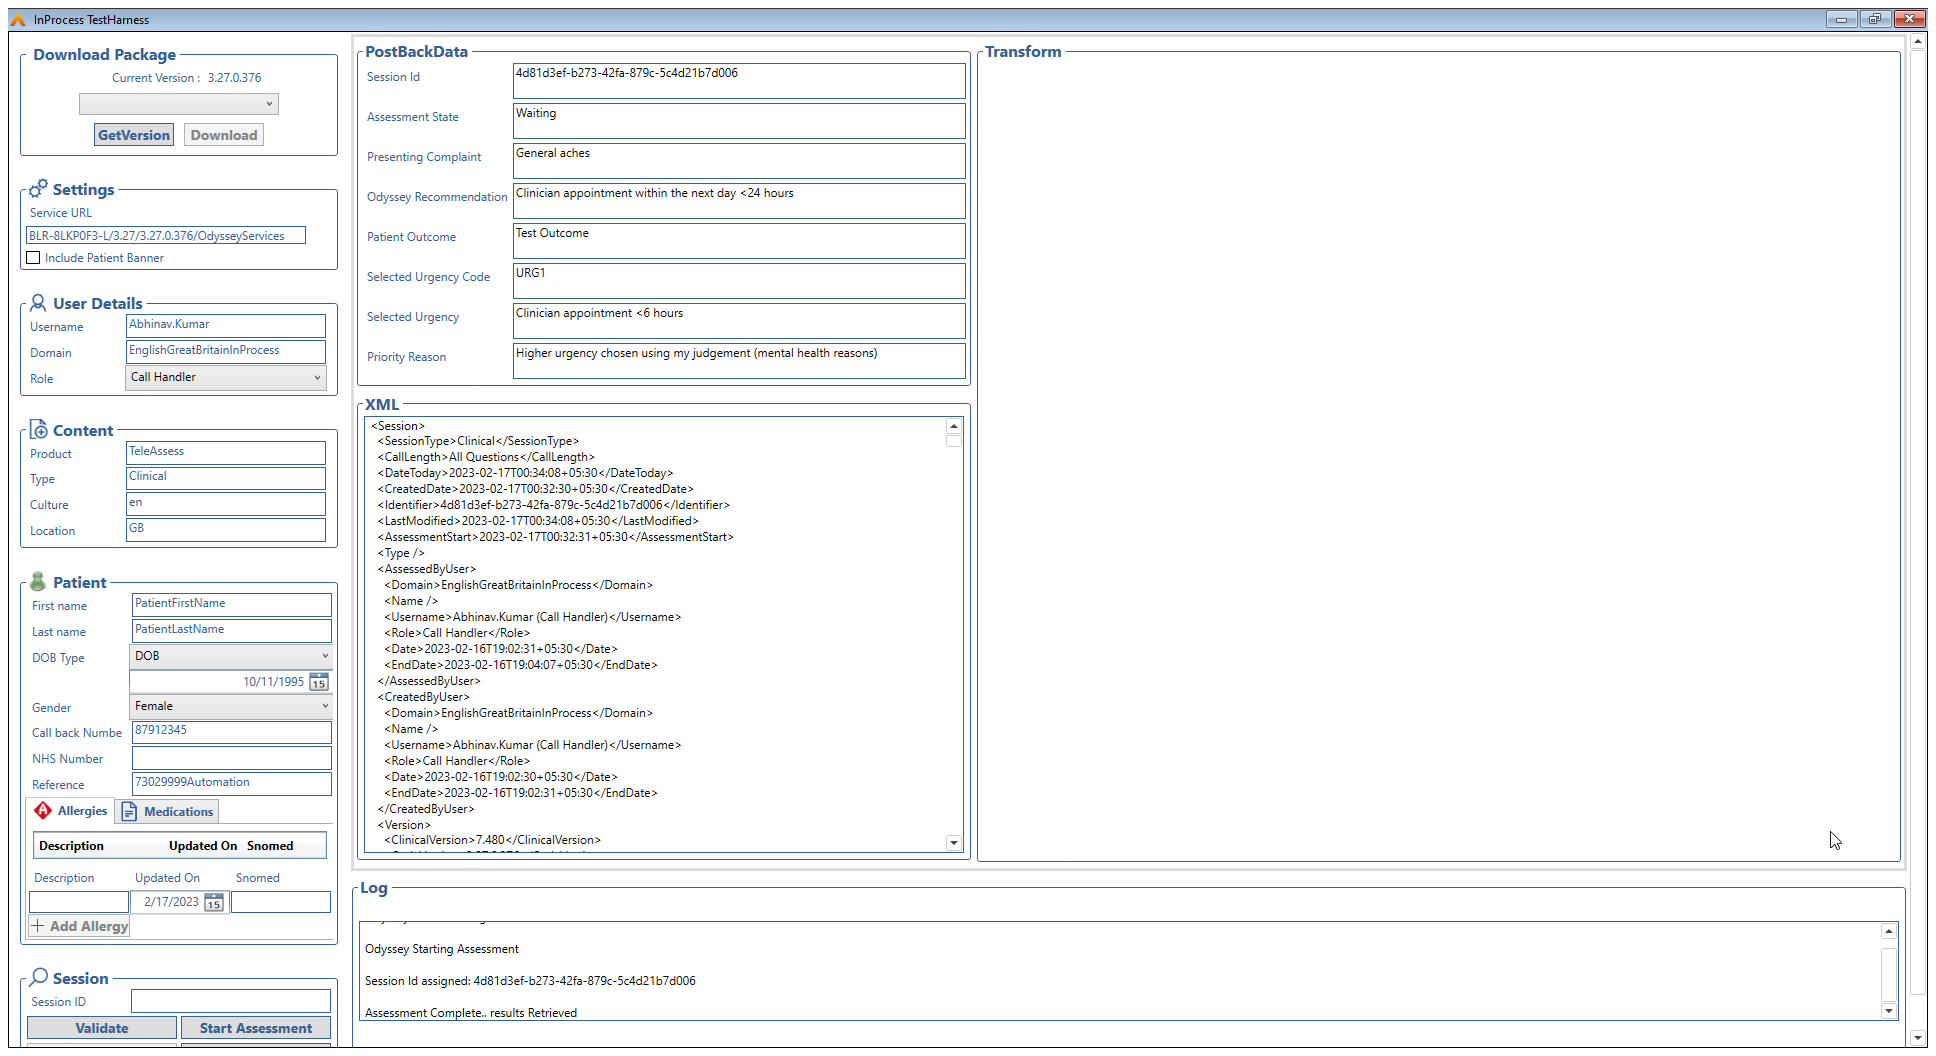 InProcess TestHarness
Download Package
Current Version : 3.27.0.376
GetVersion
Download
Settings
Service URL
BLR-8LKP0F3-L/3.27/3.27.0.376/OdysseyServices
Include Patient Banner
User Details
Username Abhinav.Kumar
Domain EnglishGreatBritainInProcess
Role Call Handler
Content
Product TeleAssess
Type Clinical
Culture en
Location GB
Patient
First name PatientFirstName
Last name PatientLastName
DOB Type DOB
10/11/1995 15
Gender Female
Call back Numbe 87912345
NHS Number
Reference 73029999Automation
A Allergies Medications
Description Updated On Snomed
Description Updated On Snomed
2/17/2023 15
Add Allergy
Session
Session ID
Validate Start Assessment
PostBackData
Session Id 4d81d3ef-b273-42fa-879c-5c4d21b7d006
Assessment State Waiting
Presenting Complaint General aches
Odyssey Recommendation Clinician appointment within the next day <24 hours
Patient Outcome Test Outcome
Selected Urgency Code URG1
Selected Urgency Clinician appointment <6 hours
Priority Reason Higher urgency chosen using my judgement (mental health reasons)
XML
<Session>
<SessionType>Clinical</SessionType>
<CallLength>All Questions</CallLength>
<DateToday>2023-02-17T00:34:08+05:30</DateToday>
<CreatedDate>2023-02-17T00:32:30+05:30</CreatedDate>
<Identifier>4d81d3ef-b273-42fa-879c-5c4d21b7d006</Identifier>
<LastModified>2023-02-17T00:34:08+05:30</LastModified>
<AssessmentStart>2023-02-17T00:32:31+05:30</AssessmentStart>
<Type />
<AssessedByUser>
<Domain>EnglishGreatBritainInProcess</Domain>
<Name />
<Username>Abhinav.Kumar (Call Handler)</Username>
<Role>Call Handler</Role>
<Date>2023-02-16T19:02:31+05:30</Date>
<EndDate>2023-02-16T19:04:07+05:30</EndDate>
</AssessedByUser>
<CreatedByUser>
<Domain>EnglishGreatBritainInProcess</Domain>
<Name />
<Username>Abhinav.Kumar (Call Handler)</Username>
<Role>Call Handler</Role>
<Date>2023-02-16T19:02:30+05:30</Date>
<EndDate>2023-02-16T19:02:31+05:30</EndDate>
</CreatedByUser>
<Version>
<ClinicalVersion>7.480</ClinicalVersion>
Transform
Log
Odyssey Starting Assessment
Session Id assigned: 4d81d3ef-b273-42fa-879c-5c4d21b7d006
Assessment Complete.. results Retrieved